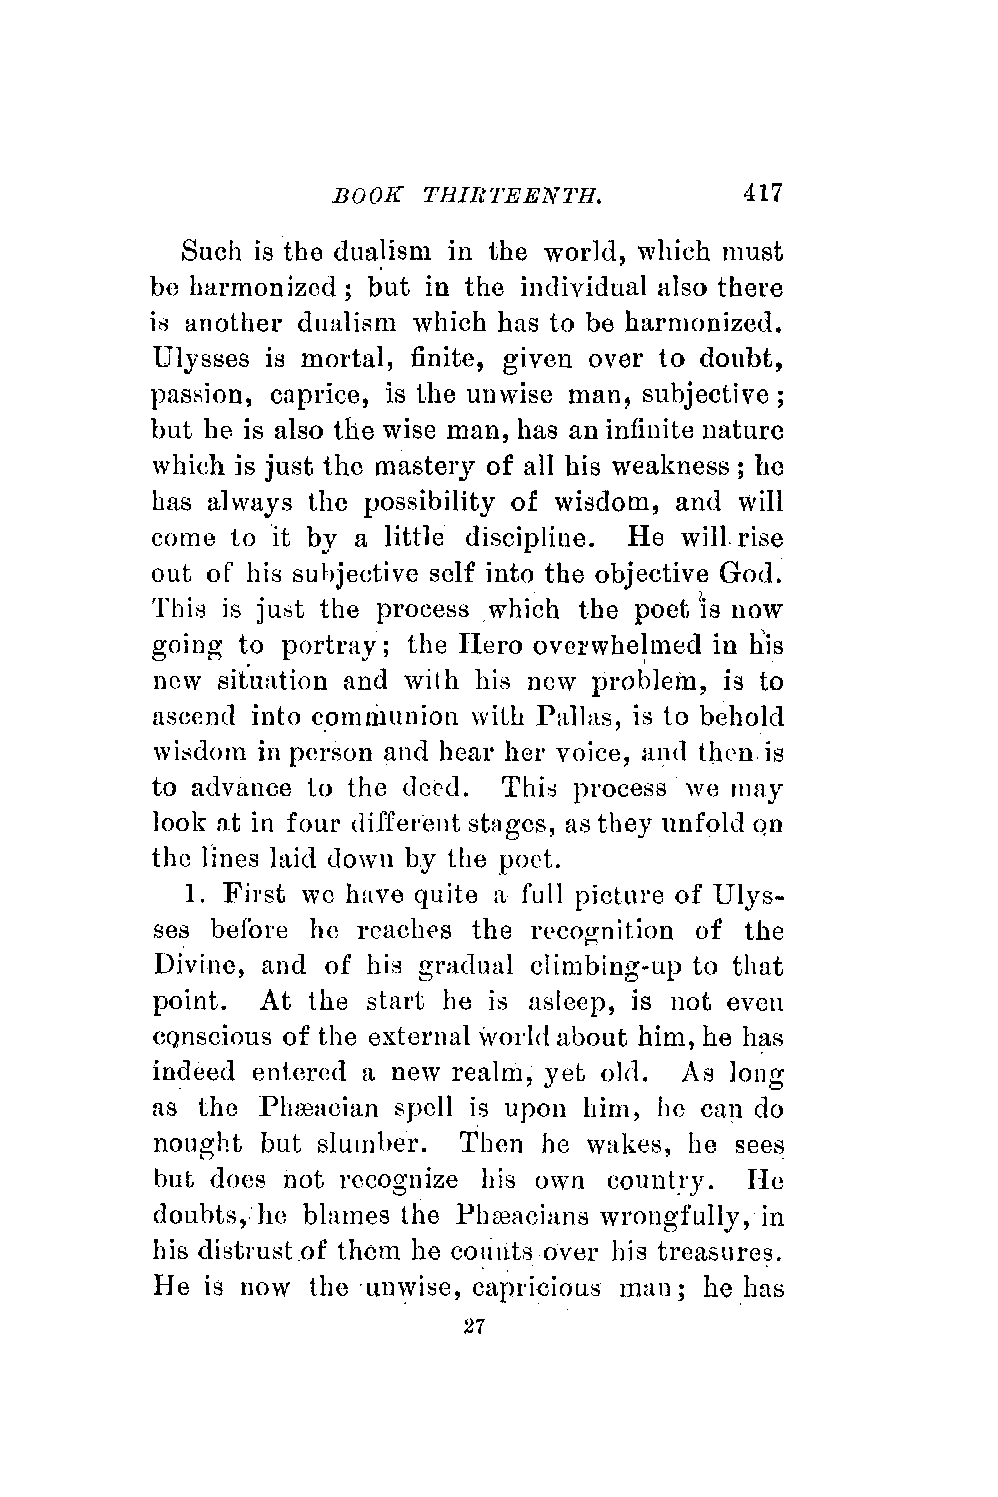 BOOK THIRTEENTH. 417
Such is the dualism in the world, which must
be harmonized; but in the individual also there
is another dualism which has to be harmonized.
Ulysses is mortal, finite, given over to doubt,
passion, caprice, is the unwise man, subjective;
but he is also the wise man, has an infinite nature
which is just the mastery of all his weakness; he
has always the possibility of wisdom, and will
come to it by a little discipline. He will rise
out of his subjective self into the objective God.
This is just the process which the poet is now
going to portray; the Hero overwhelmed in his
new situation and with his new problem, is to
ascend into communion with Pallas, is to behold
wisdom in person and hear her voice, and then is
to advance to the deed. This process we may
look at in four different stages, as they unfold on
the lines laid down by the poet.
1. First we have quite a full picture of Ulys-
ses before he reaches the recognition of the
Divine, and of his gradual climbing-up to that
point. At the start he is asleep, is not even
conscious of the external world about him, he has
indeed entered a new realm, yet old. As long
as the Phæacian spell is upon him, he can do
nought but slumber. Then he wakes, he sees
but does not recognize his own country. He
doubts, he blames the Phæacians wrongfully, in
his distrust of them he counts over his treasures.
He is now the unwise, capricious man; he has
27